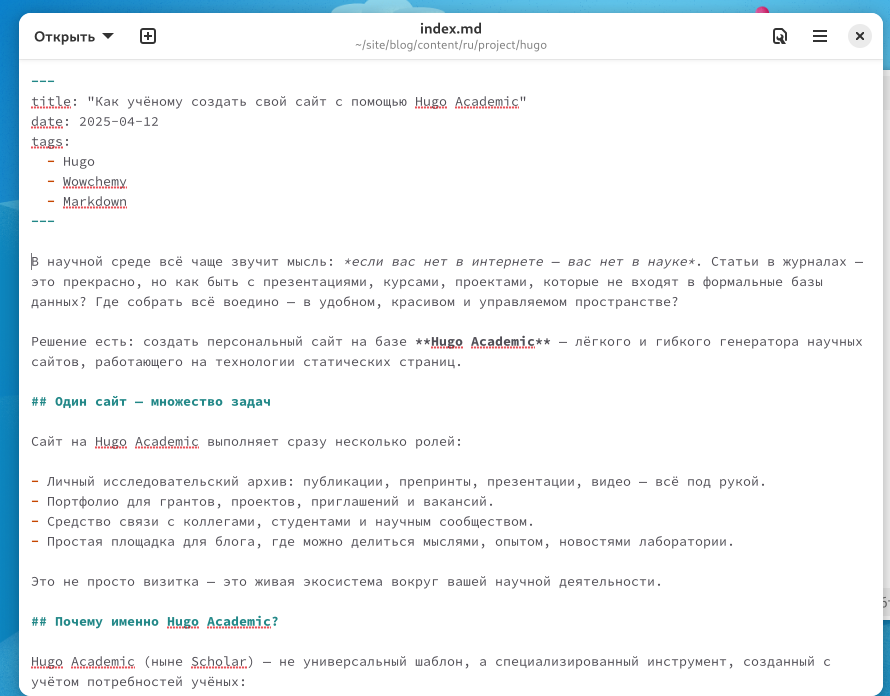 Открыть
index.md
~/site/blog/content/ru/project/hugo
---
title: "Как учёному создать свой сайт с помощью Hugo Academic"
date: 2025-04-12
tags:
  - Hugo
  - Wowchemy
  - Markdown
---
В научной среде всё чаще звучит мысль: *если вас нет в интернете — вас нет в науке*. Статьи в журналах —
это прекрасно, но как быть с презентациями, курсами, проектами, которые не входят в формальные базы
данных? Где собрать всё воедино — в удобном, красивом и управляемом пространстве?
Решение есть: создать персональный сайт на базе **Hugo Academic** — лёгкого и гибкого генератора научных
сайтов, работающего на технологии статических страниц.
## Один сайт — множество задач
Сайт на Hugo Academic выполняет сразу несколько ролей:
- Личный исследовательский архив: публикации, препринты, презентации, видео — всё под рукой.
- Портфолио для грантов, проектов, приглашений и вакансий.
- Средство связи с коллегами, студентами и научным сообществом.
- Простая площадка для блога, где можно делиться мыслями, опытом, новостями лаборатории.
Это не просто визитка — это живая экосистема вокруг вашей научной деятельности.
## Почему именно Hugo Academic?
Hugo Academic (ныне Scholar) — не универсальный шаблон, а специализированный инструмент, созданный с
учётом потребностей учёных: